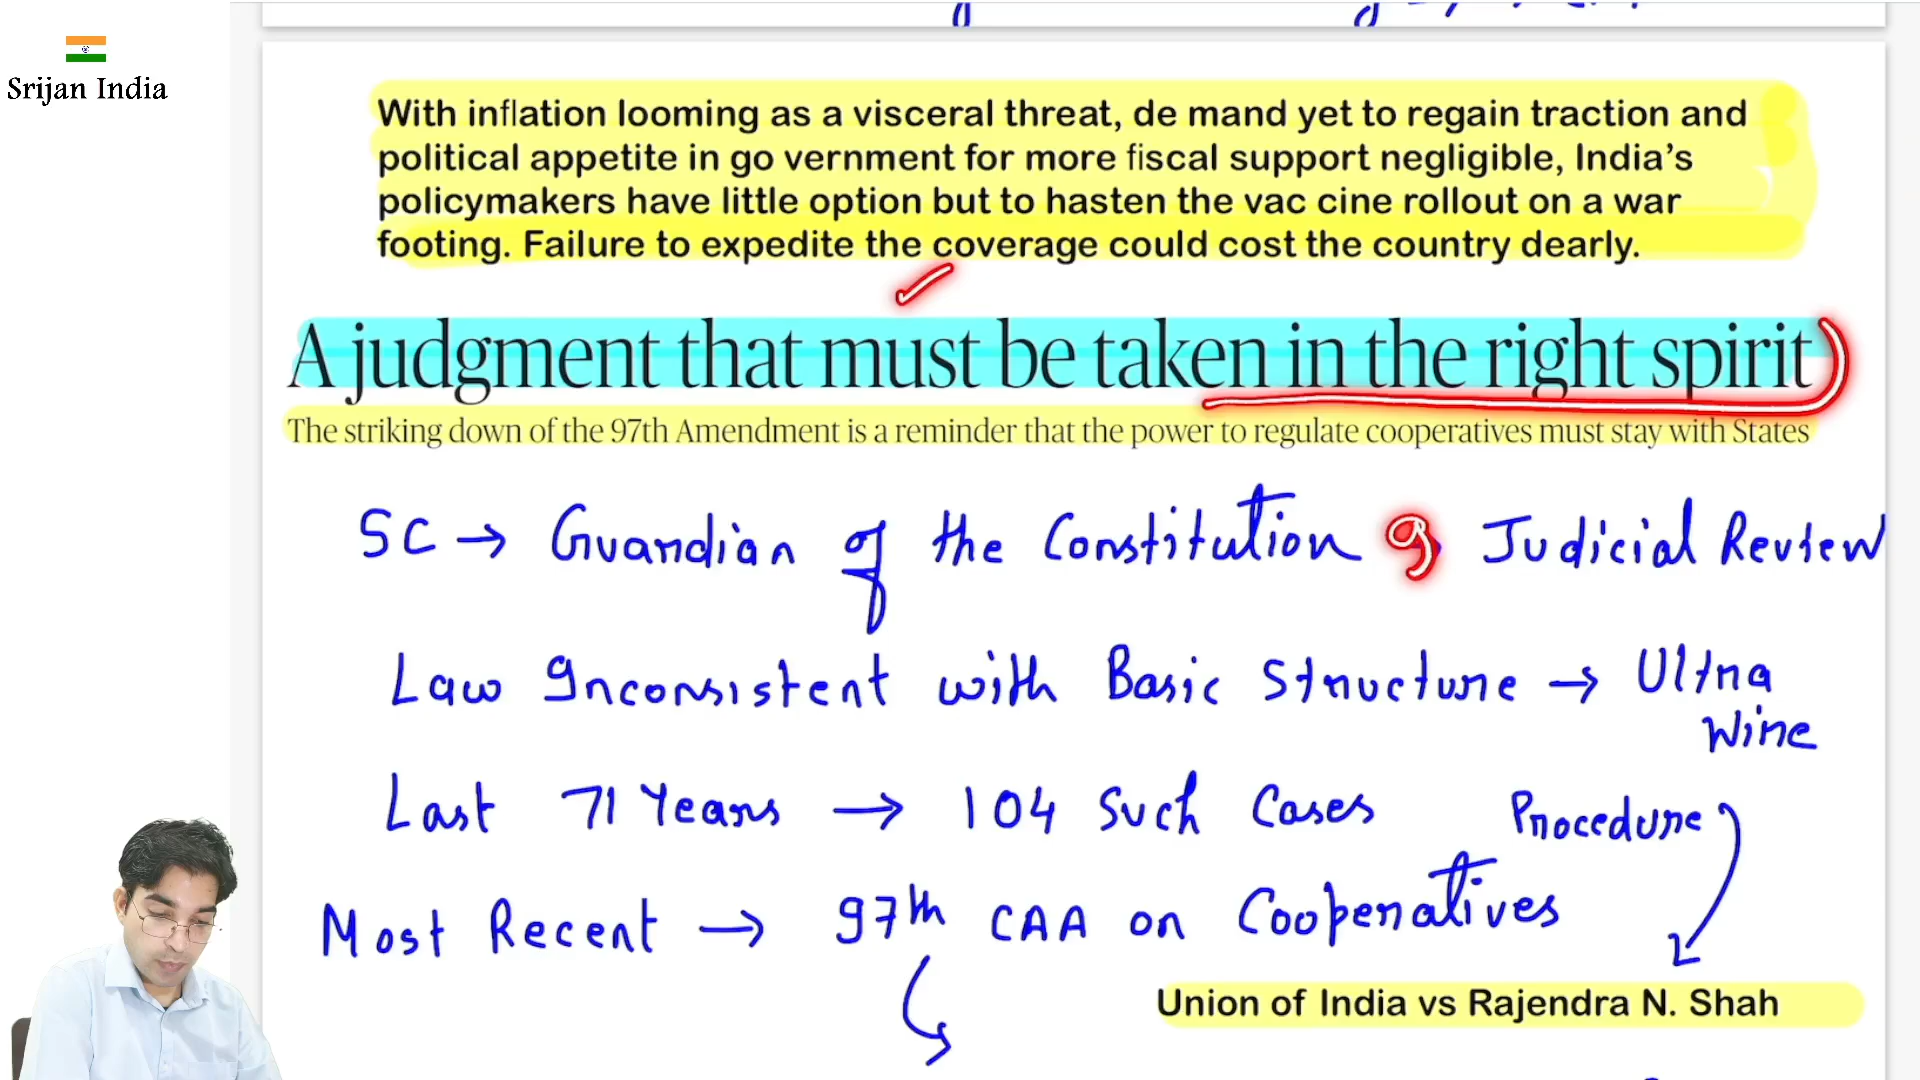 Srijan India
With inflation looming as a visceral threat, de mand yet to regain traction and
political appetite in go vernment for more fiscal support negligible, India's
policymakers have little option but to hasten the vac cine rollout on a war
footing. Failure to expedite the coverage could cost the country dearly.
A judgment that must be taken in the right spirit
The striking down of the 97th Amendment is a reminder that the power to regulate cooperatives must stay with States
SC → Guardian of the Constitution Judicial Review
Law Inconsistent with Basic Structure → Ultra
Wire
Last 71 Years → 104 Such Cases Procedure
Most Recent → 97th CAA on Cooperatives
Union of India vs Rajendra N. Shah